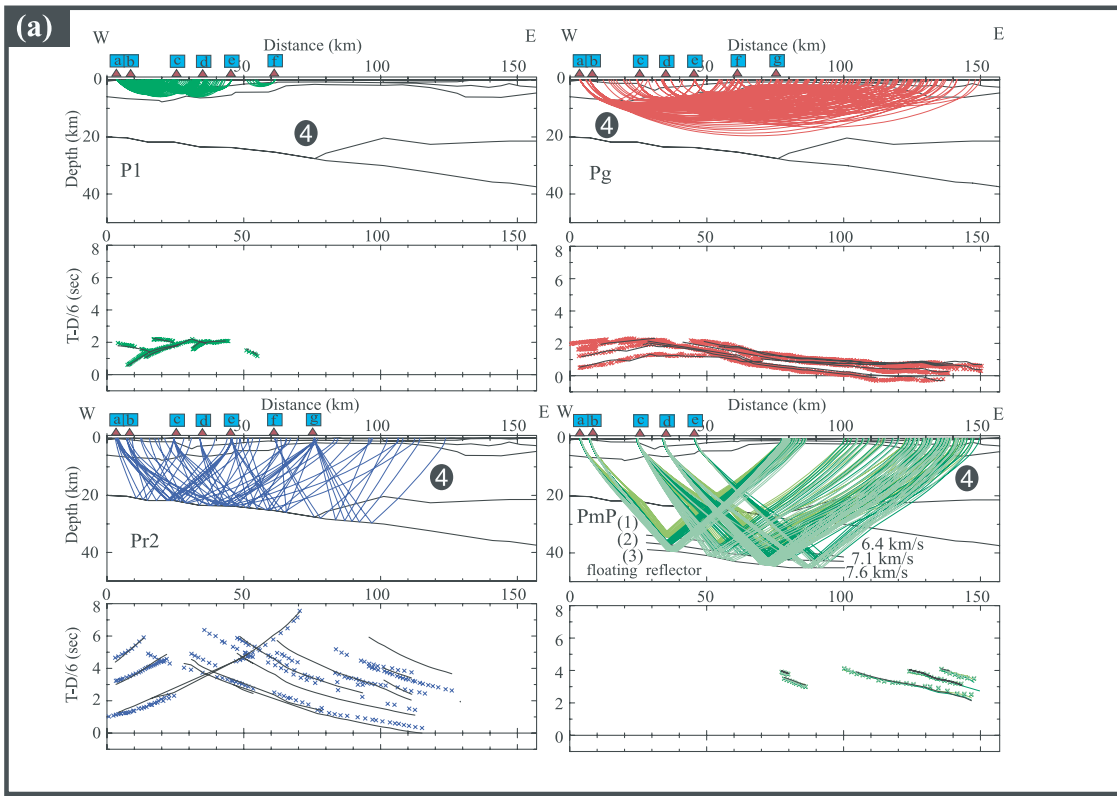 (a)
W Distance (km) E
a b c d e f
0 50 100 150
Depth (km)
0
20
40
P1
4
0 50 100 150
T-D/6 (sec)
8
6
4
2
0
W Distance (km) E
a b c d e f g
0 50 100 150
0
20
40
Pg
4
0 50 100 150
8
6
4
2
0
W Distance (km) E
a b c d e f g
0 50 100 150
Depth (km)
0
20
40
Pr2
4
0 50 100 150
T-D/6 (sec)
8
6
4
2
0
W Distance (km) E
a b c d e
0 50 100 150
0
20
40
PmP
(1)
(2)
(3)
floating reflector
6.4 km/s
7.1 km/s
7.6 km/s
4
0 50 100 150
8
6
4
2
0